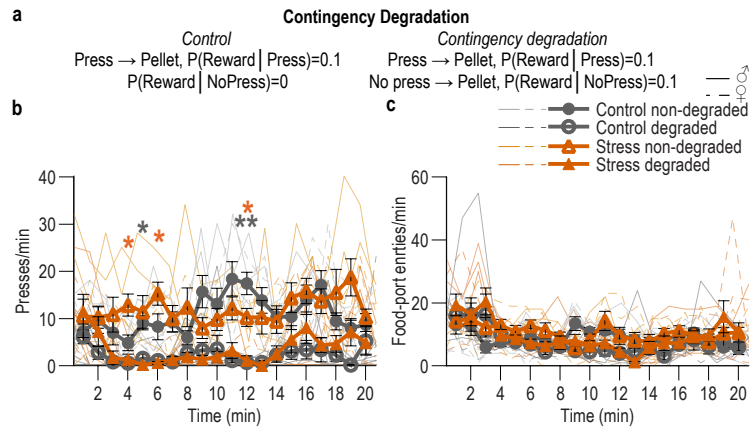 a
Contingency Degradation
Control
Contingency degradation
Press → Pellet, P(Reward | Press)=0.1
Press → Pellet, P(Reward | Press)=0.1
P(Reward | NoPress)=0
No press → Pellet, P(Reward | NoPress)=0.1
♂
♀
b
c
Control non-degraded
Control degraded
Stress non-degraded
Stress degraded
Presses/min
40
30
20
10
0
* * * * **
2 4 6 8 10 12 14 16 18 20
Time (min)
Food-port enrties/min
60
40
20
0
2 4 6 8 10 12 14 16 18 20
Time (min)